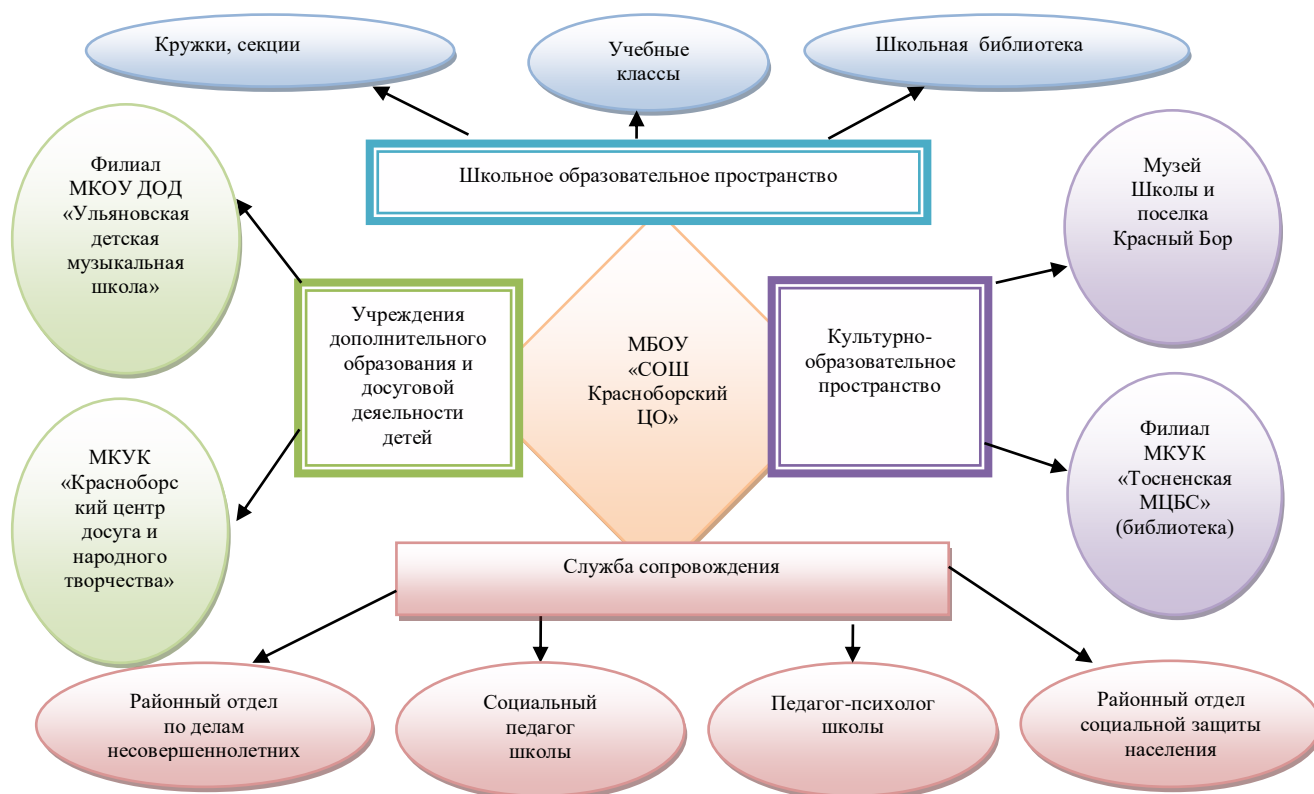 Кружки, секции
Учебные
классы
Школьная библиотека
Школьное образовательное пространство
Филиал
МКОУ ДОД
«Ульяновская
детская
музыкальная
школа»
Музей
Школы и
поселка
Красный Бор
Учреждения
дополнительного
образования и
досуговой
деяельности
детей
МБОУ
«СОШ
Красноборский
ЦО»
Культурно-
образовательное
пространство
МКУК
«Красноборс
кий центр
досуга и
народного
творчества»
Филиал
МКУК
«Тосненская
МЦБС»
(библиотека)
Служба сопровождения
Районный отдел
по делам
несовершеннолетних
Социальный
педагог
школы
Педагог-психолог
школы
Районный отдел
социальной защиты
населения